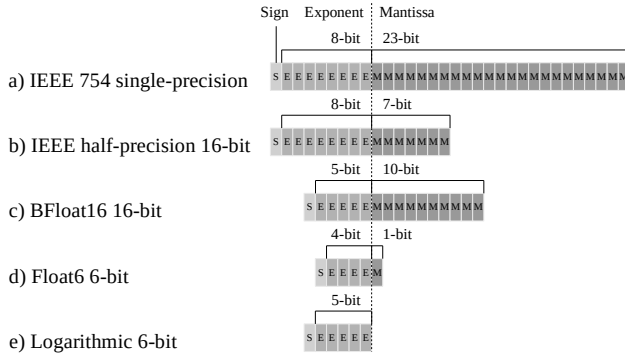 Sign Exponent Mantissa
8-bit 23-bit
a) IEEE 754 single-precision S E E E E E E E E M M M M M M M M M M M M M M M M M M M M M M M
8-bit 7-bit
b) IEEE half-precision 16-bit S E E E E E E E E M M M M M M M
5-bit 10-bit
c) BFloat16 16-bit S E E E E E M M M M M M M M M M
4-bit 1-bit
d) Float6 6-bit S E E E E M
5-bit
e) Logarithmic 6-bit S E E E E E